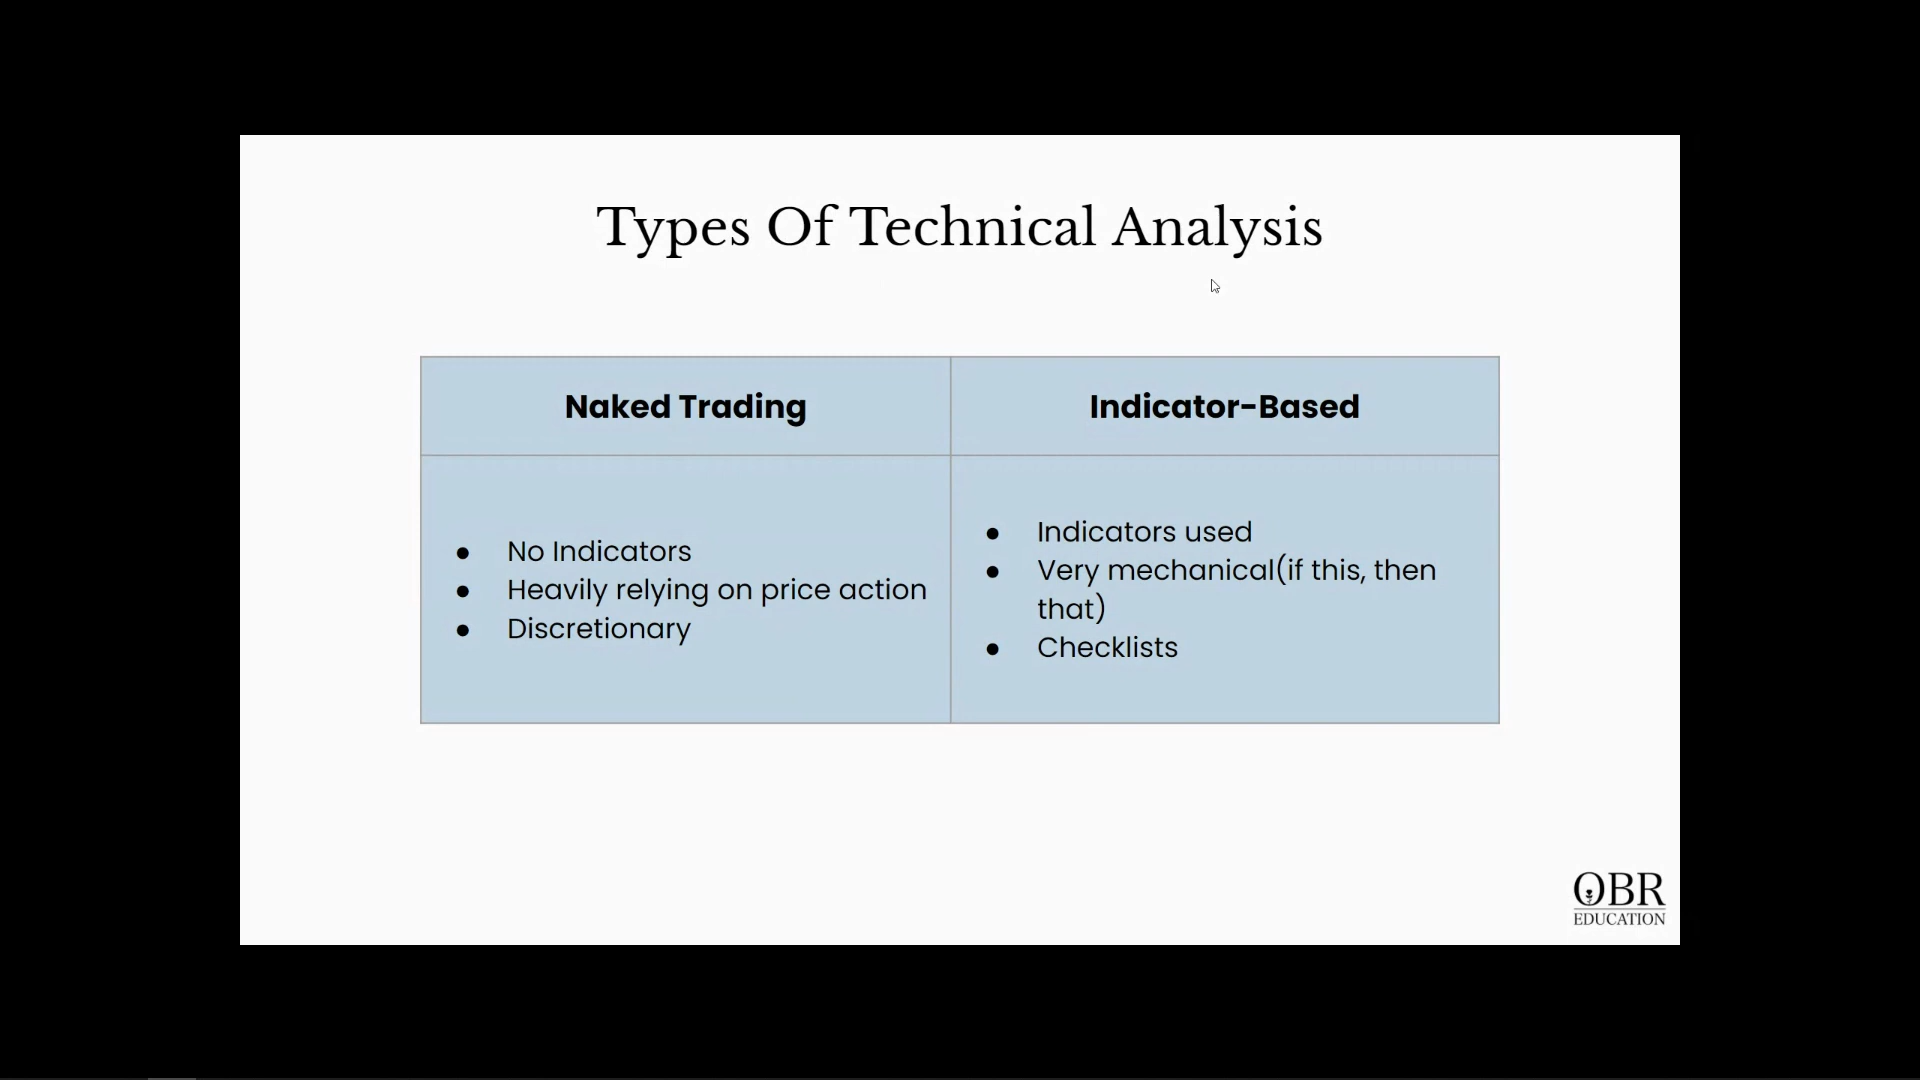 Types Of Technical Analysis
Naked Trading
Indicator-Based
● No Indicators
● Heavily relying on price action
● Discretionary
● Indicators used
● Very mechanical(if this, then
that)
● Checklists
OBR
EDUCATION